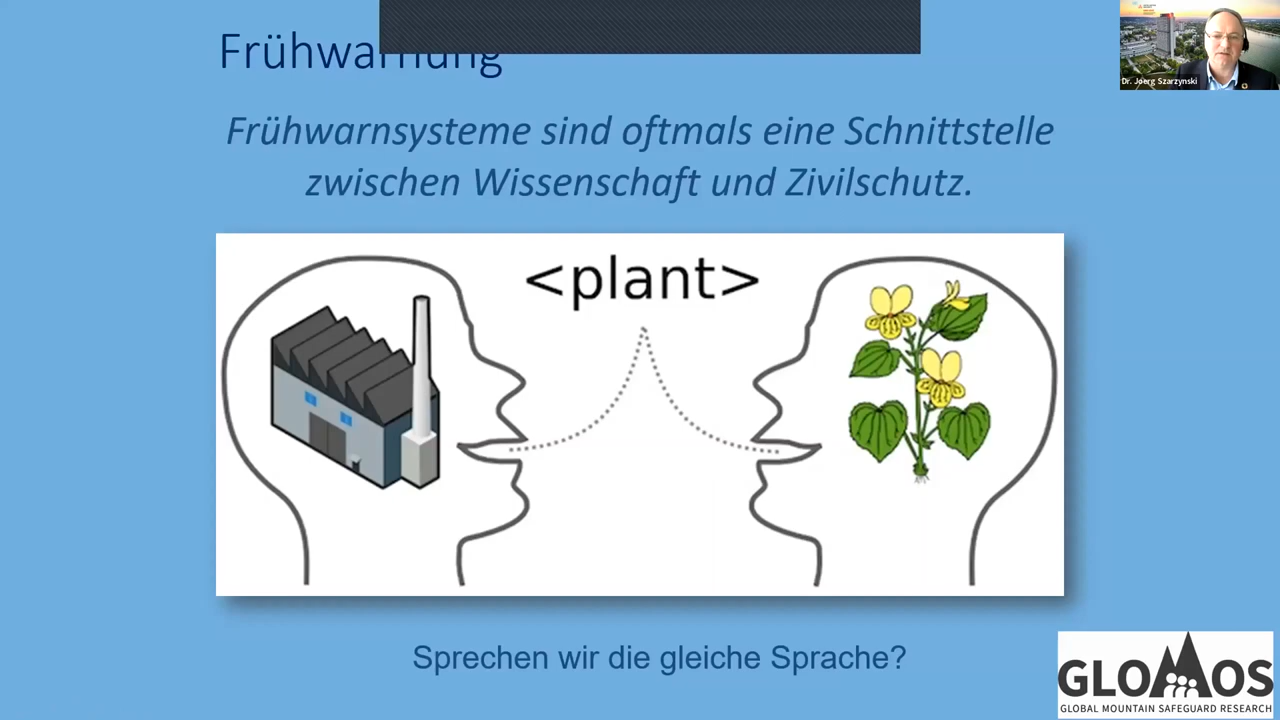 Frühwarnung
Frühwarnsysteme sind oftmals eine Schnittstelle
zwischen Wissenschaft und Zivilschutz.
<plant>
Sprechen wir die gleiche Sprache?
Dr. Joerg Szarzynski
GLOMOS
GLOBAL MOUNTAIN SAFEGUARD RESEARCH